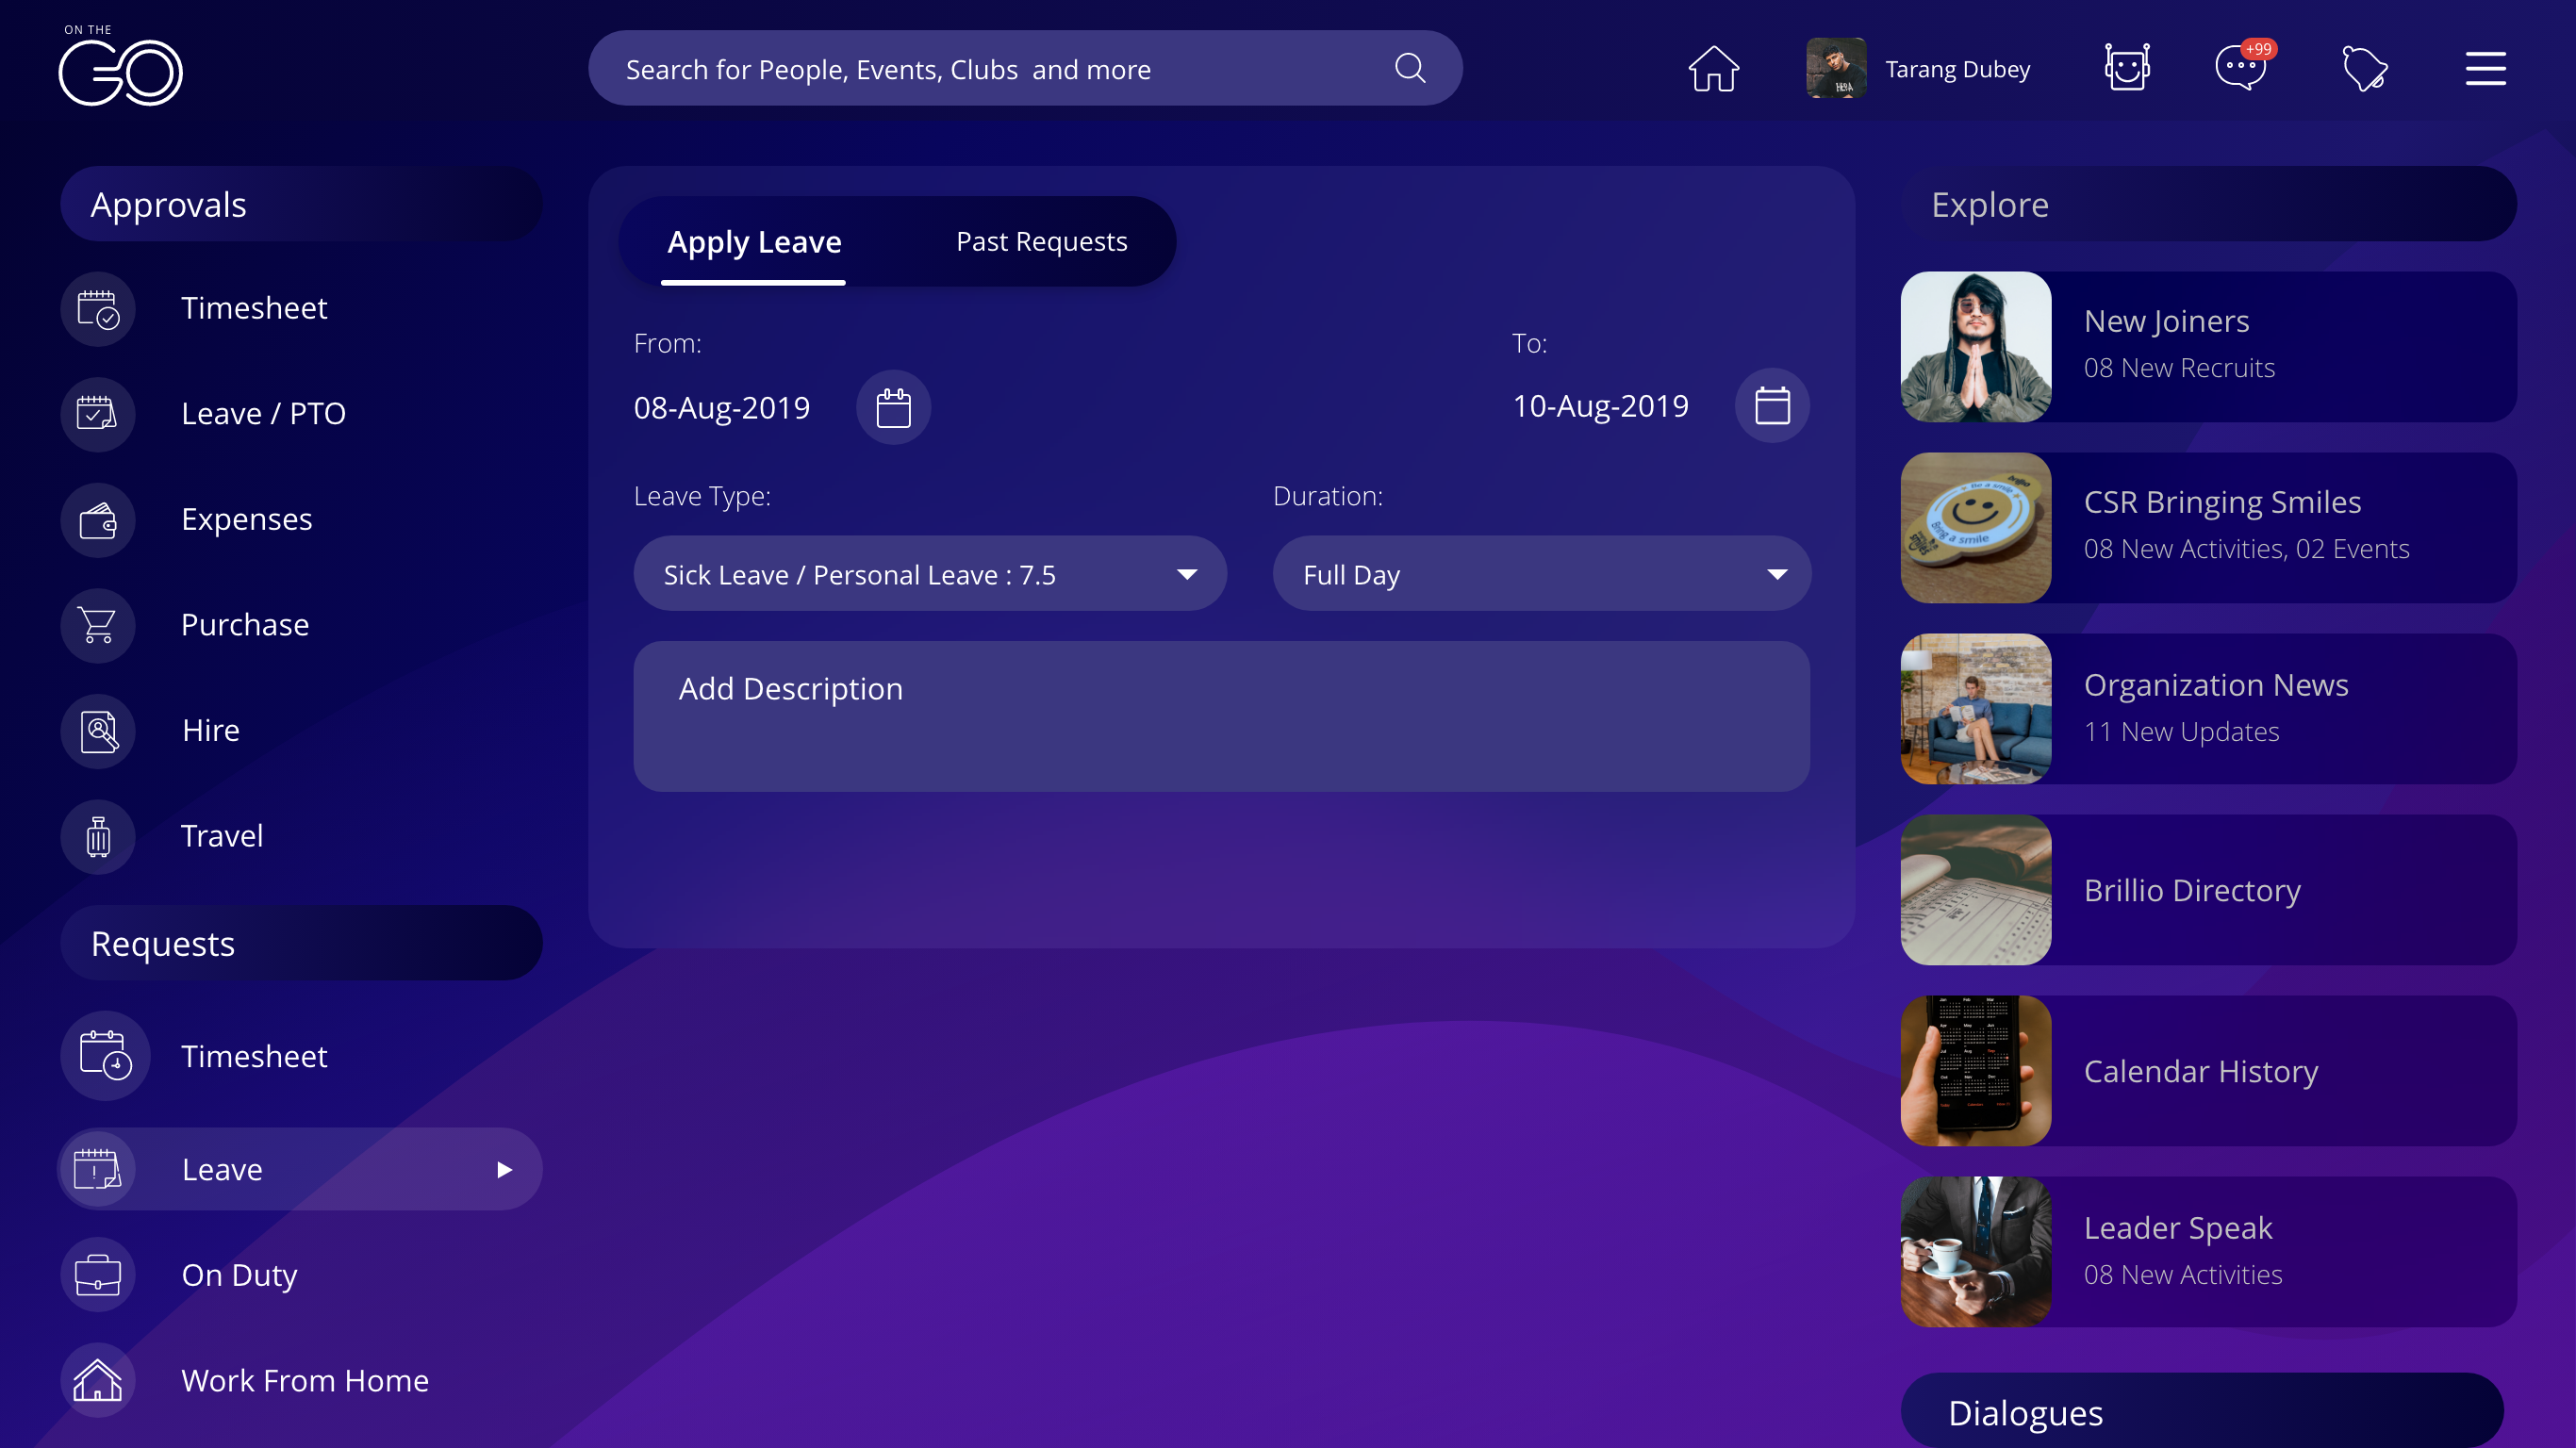 ON THE
GO
Search for People, Events, Clubs  and more
Tarang Dubey
+99
Approvals
Timesheet
Leave / PTO
Expenses
Purchase
Hire
Travel
Requests
Timesheet
Leave
On Duty
Work From Home
Apply Leave
Past Requests
From:
08-Aug-2019
To:
10-Aug-2019
Leave Type:
Sick Leave / Personal Leave : 7.5
Duration:
Full Day
Add Description
Explore
New Joiners
08 New Recruits
Be a smile
Bring a smile
CSR Bringing Smiles
08 New Activities, 02 Events
Organization News
11 New Updates
Brillio Directory
Calendar History
Leader Speak
08 New Activities
Dialogues